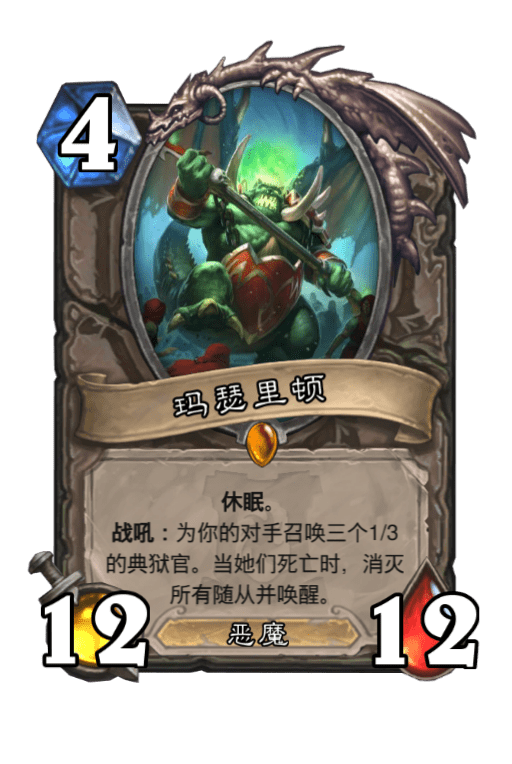 4
玛瑟里顿
休眠。
战吼：为你的对手召唤三个1/3
的典狱官。当她们死亡时，消灭
所有随从并唤醒。
12
恶魔
12